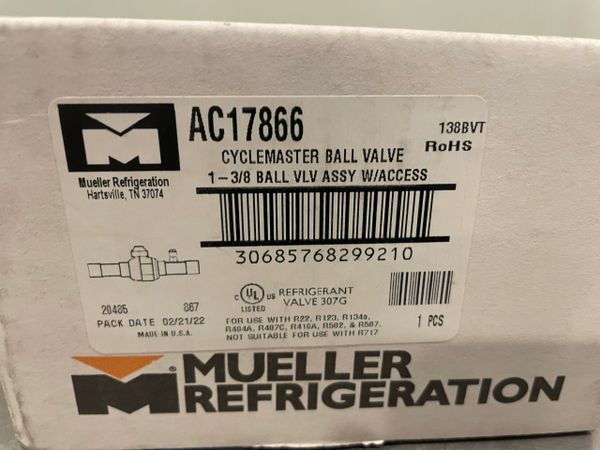 AC17866
138BVT
RoHS
CYCLEMASTER BALL VALVE
1-3/8 BALL VLV ASSY W/ACCESS
Mueller Refrigeration
Hartsville, TN 37074
30685768299210
20485 867
PACK DATE 02/21/22
MADE IN U.S.A.
C UL US
LISTED
REFRIGERANT
VALVE 307G
FOR USE WITH R22, R123, R134a,
R404A, R407C, R410A, R502, & R507.
NOT SUITABLE FOR USE WITH R717
1 PCS
MUELLER
REFRIGERATION